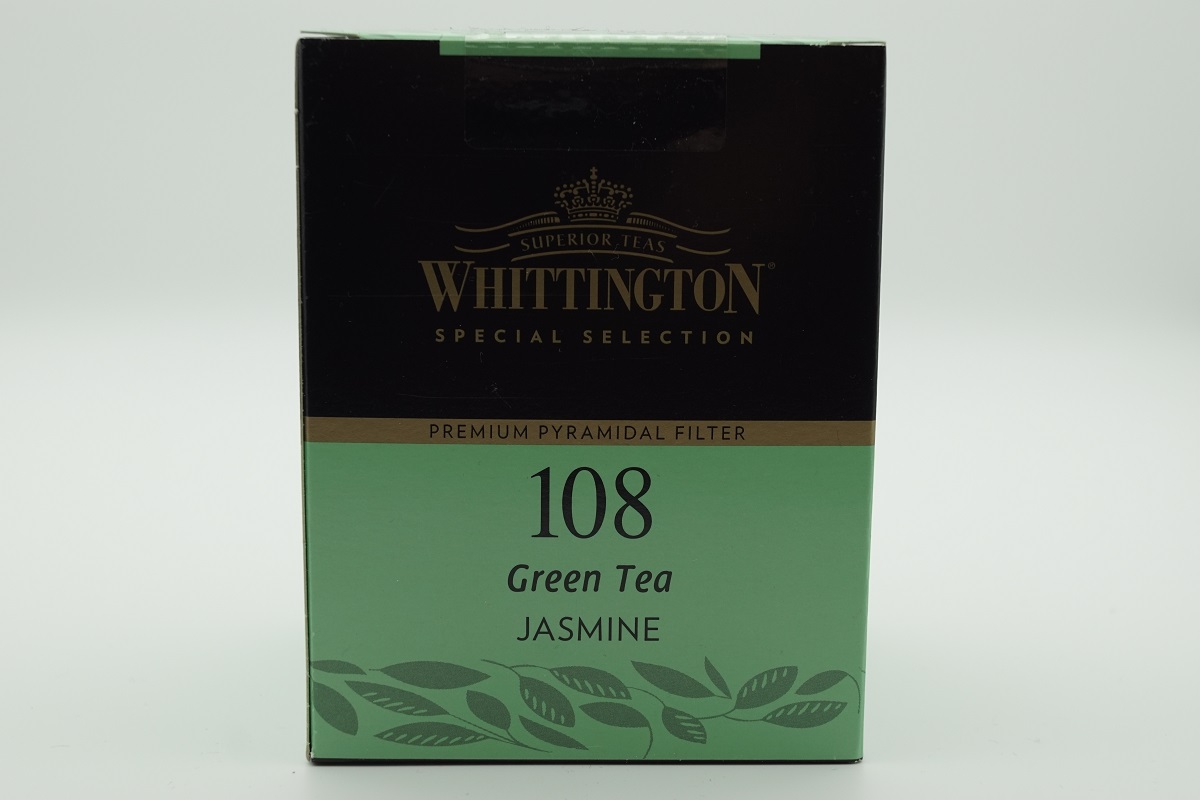 SUPERIOR TEAS
WHITTINGTON®
SPECIAL SELECTION
PREMIUM PYRAMIDAL FILTER
108
Green Tea
JASMINE